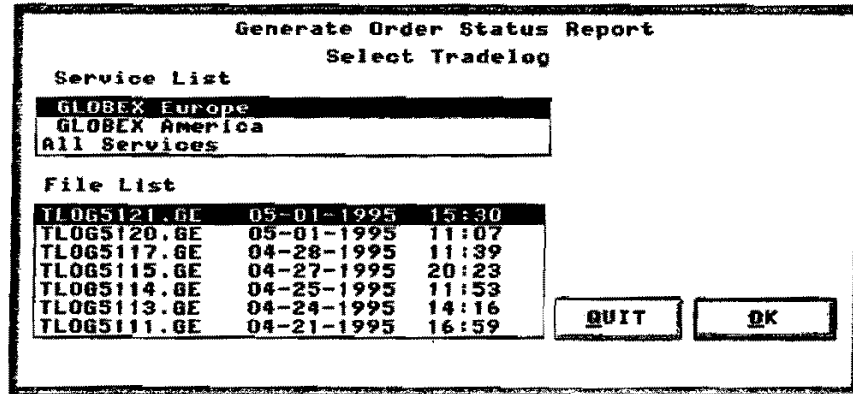 Generate Order Status Report
Select Tradelog
Service List
GLOBEX Europe
GLOBEX America
All Services
File List
TLOG5121.GE 05-01-1995 15:30
TLOG5120.GE 05-01-1995 11:07
TLOG5117.GE 04-28-1995 11:39
TLOG5115.GE 04-27-1995 20:23
TLOG5114.GE 04-25-1995 11:53
TLOG5113.GE 04-24-1995 14:16
TLOG5111.GE 04-21-1995 16:59
QUIT OK